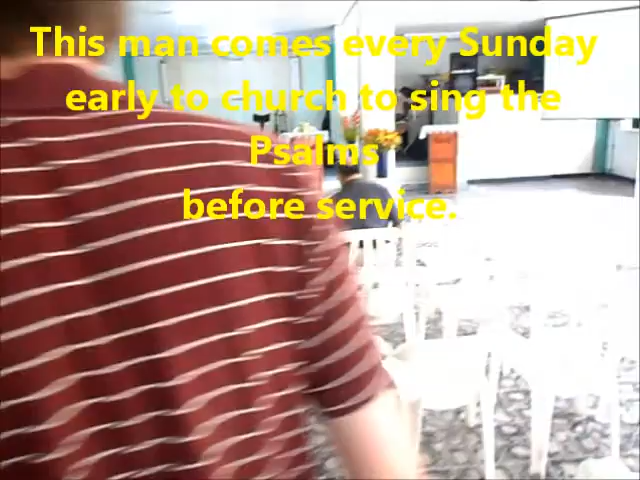 This man comes every Sunday
early to church to sing the
Psalms
before service.